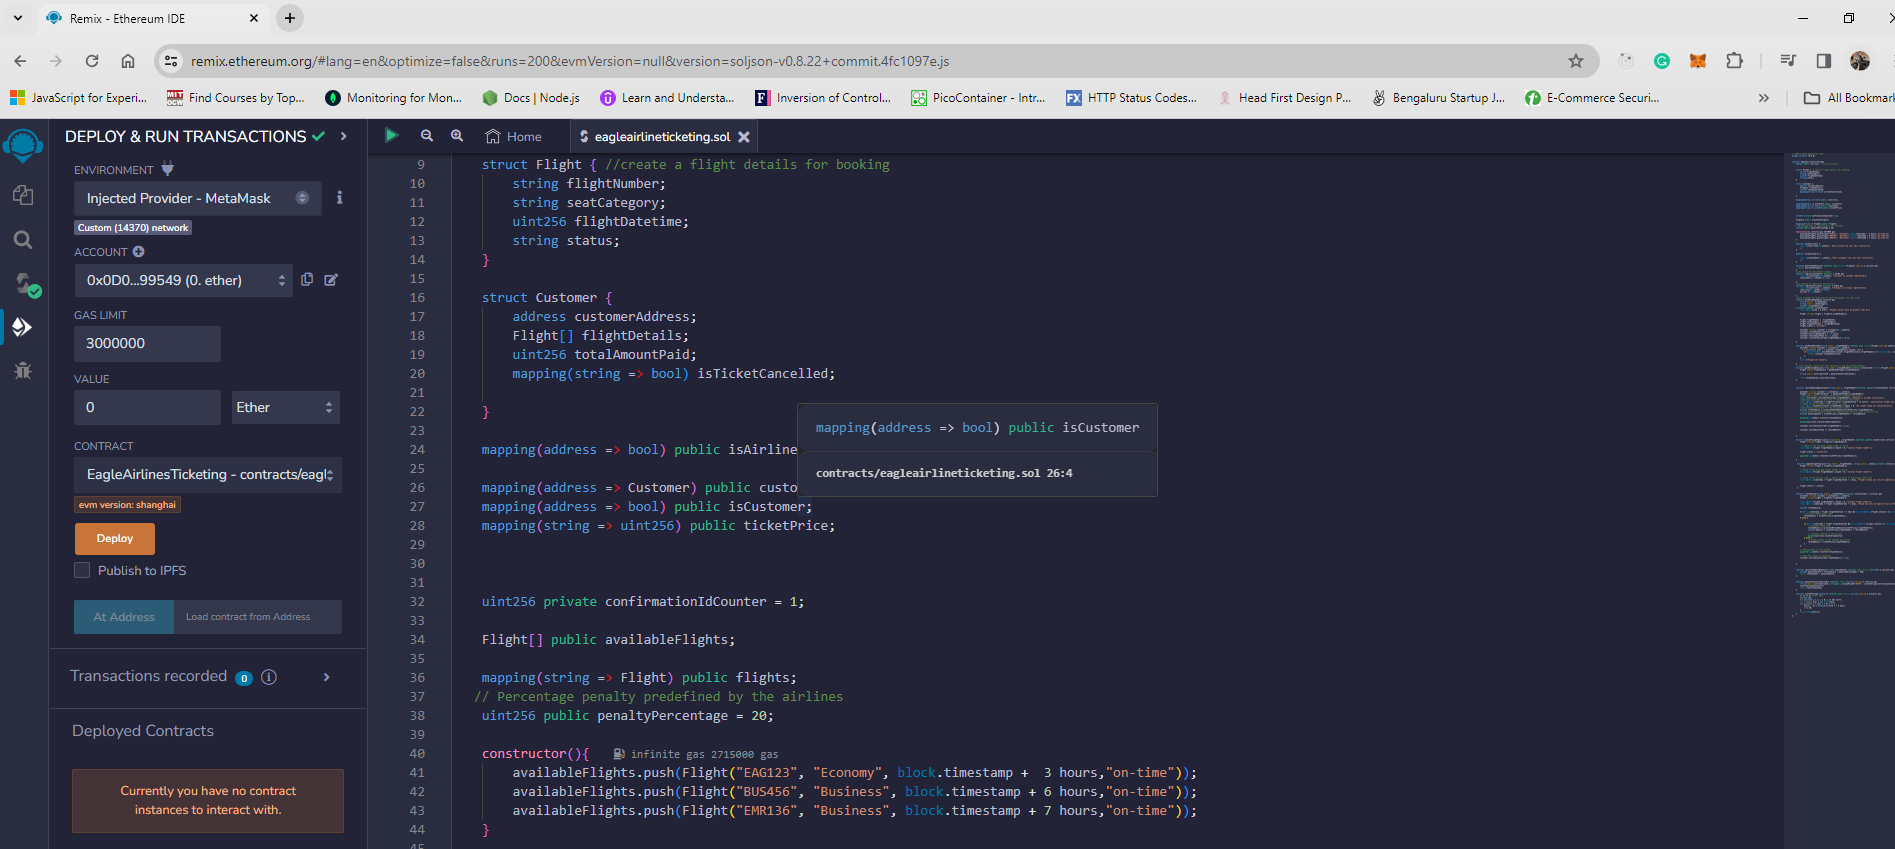 Remix - Ethereum IDE
remix.ethereum.org/#lang=en&optimize=false&runs=200&evmVersion=null&version=soljson-v0.8.22+commit.4fc1097e.js
JavaScript for Experi... MIT OCW Find Courses by Top... Monitoring for Mon... Docs | Node.js Learn and Understa... Inversion of Control... PicoContainer - Intr... FX HTTP Status Codes... Head First Design P... Bengaluru Startup J... E-Commerce Securi... » All Bookmark
DEPLOY & RUN TRANSACTIONS
ENVIRONMENT
Injected Provider - MetaMask
Custom (14370) network
ACCOUNT
0x0D0...99549 (0. ether)
GAS LIMIT
3000000
VALUE
0 Ether
CONTRACT
EagleAirlinesTicketing - contracts/eagl
evm version: shanghai
Deploy
Publish to IPFS
At Address Load contract from Address
Transactions recorded 0 i
Deployed Contracts
Currently you have no contract
instances to interact with.
Home eagleairlineticketing.sol
9 struct Flight { //create a flight details for booking
10 string flightNumber;
11 string seatCategory;
12 uint256 flightDatetime;
13 string status;
14 }
15
16 struct Customer {
17 address customerAddress;
18 Flight[] flightDetails;
19 uint256 totalAmountPaid;
20 mapping(string => bool) isTicketCancelled;
21
22 }
23
24 mapping(address => bool) public isAirline
25
26 mapping(address => Customer) public custo
27 mapping(address => bool) public isCustomer;
28 mapping(string => uint256) public ticketPrice;
29
30
31
32 uint256 private confirmationIdCounter = 1;
33
34 Flight[] public availableFlights;
35
36 mapping(string => Flight) public flights;
37 // Percentage penalty predefined by the airlines
38 uint256 public penaltyPercentage = 20;
39
40 constructor(){ infinite gas 2715000 gas
41 availableFlights.push(Flight("EAG123", "Economy", block.timestamp + 3 hours,"on-time"));
42 availableFlights.push(Flight("BUS456", "Business", block.timestamp + 6 hours,"on-time"));
43 availableFlights.push(Flight("EMR136", "Business", block.timestamp + 7 hours,"on-time"));
44 }
45
mapping(address => bool) public isCustomer
contracts/eagleairlineticketing.sol 26:4